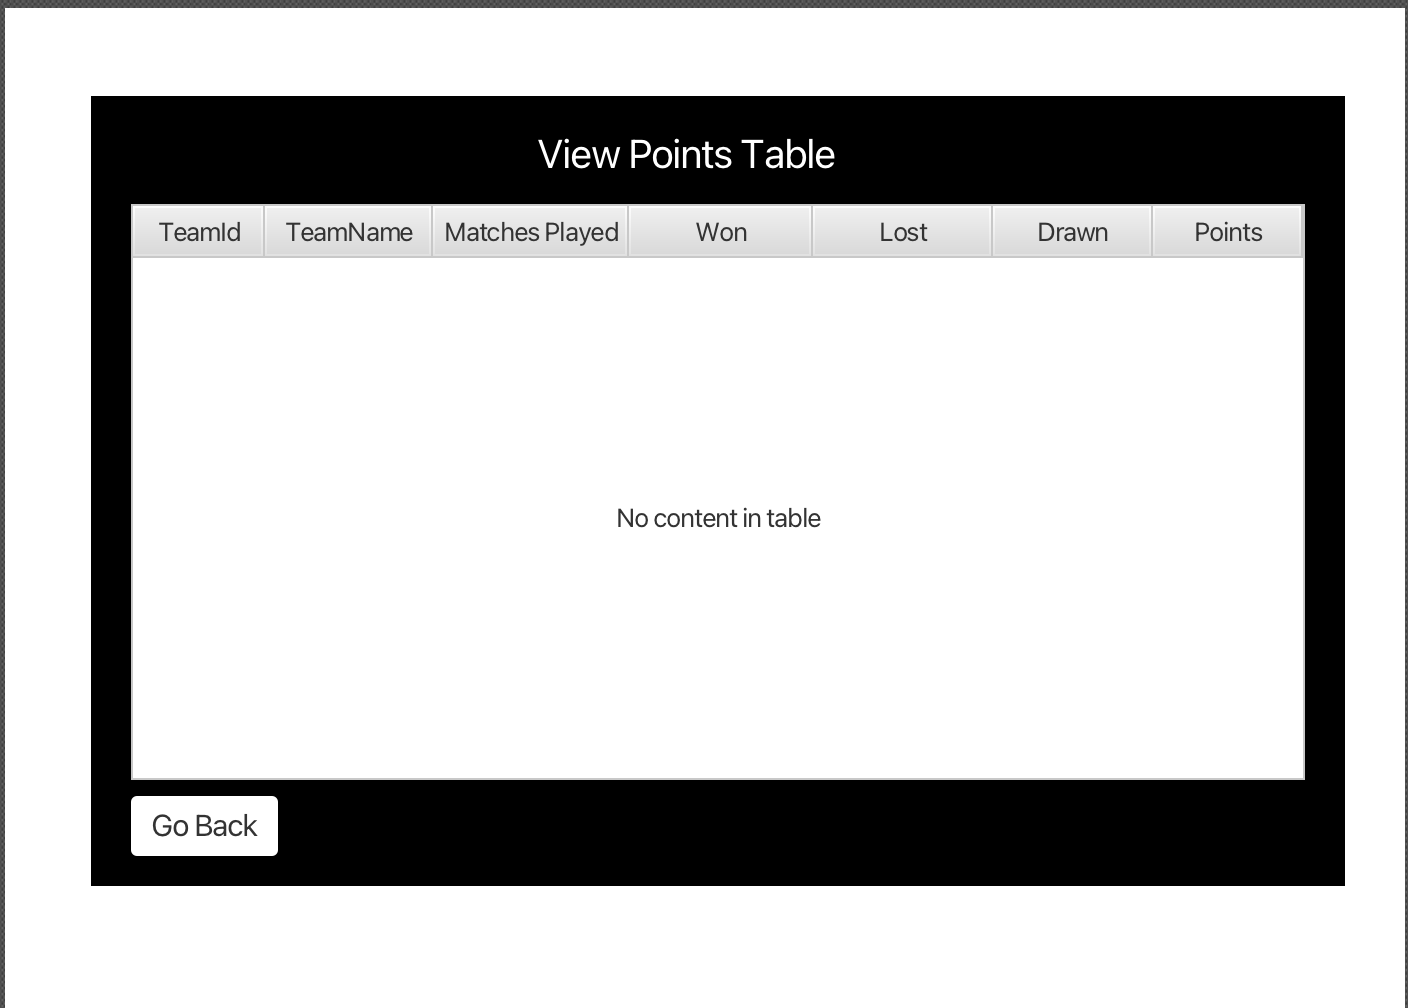 View Points Table
TeamId TeamName Matches Played Won Lost Drawn Points
No content in table
Go Back